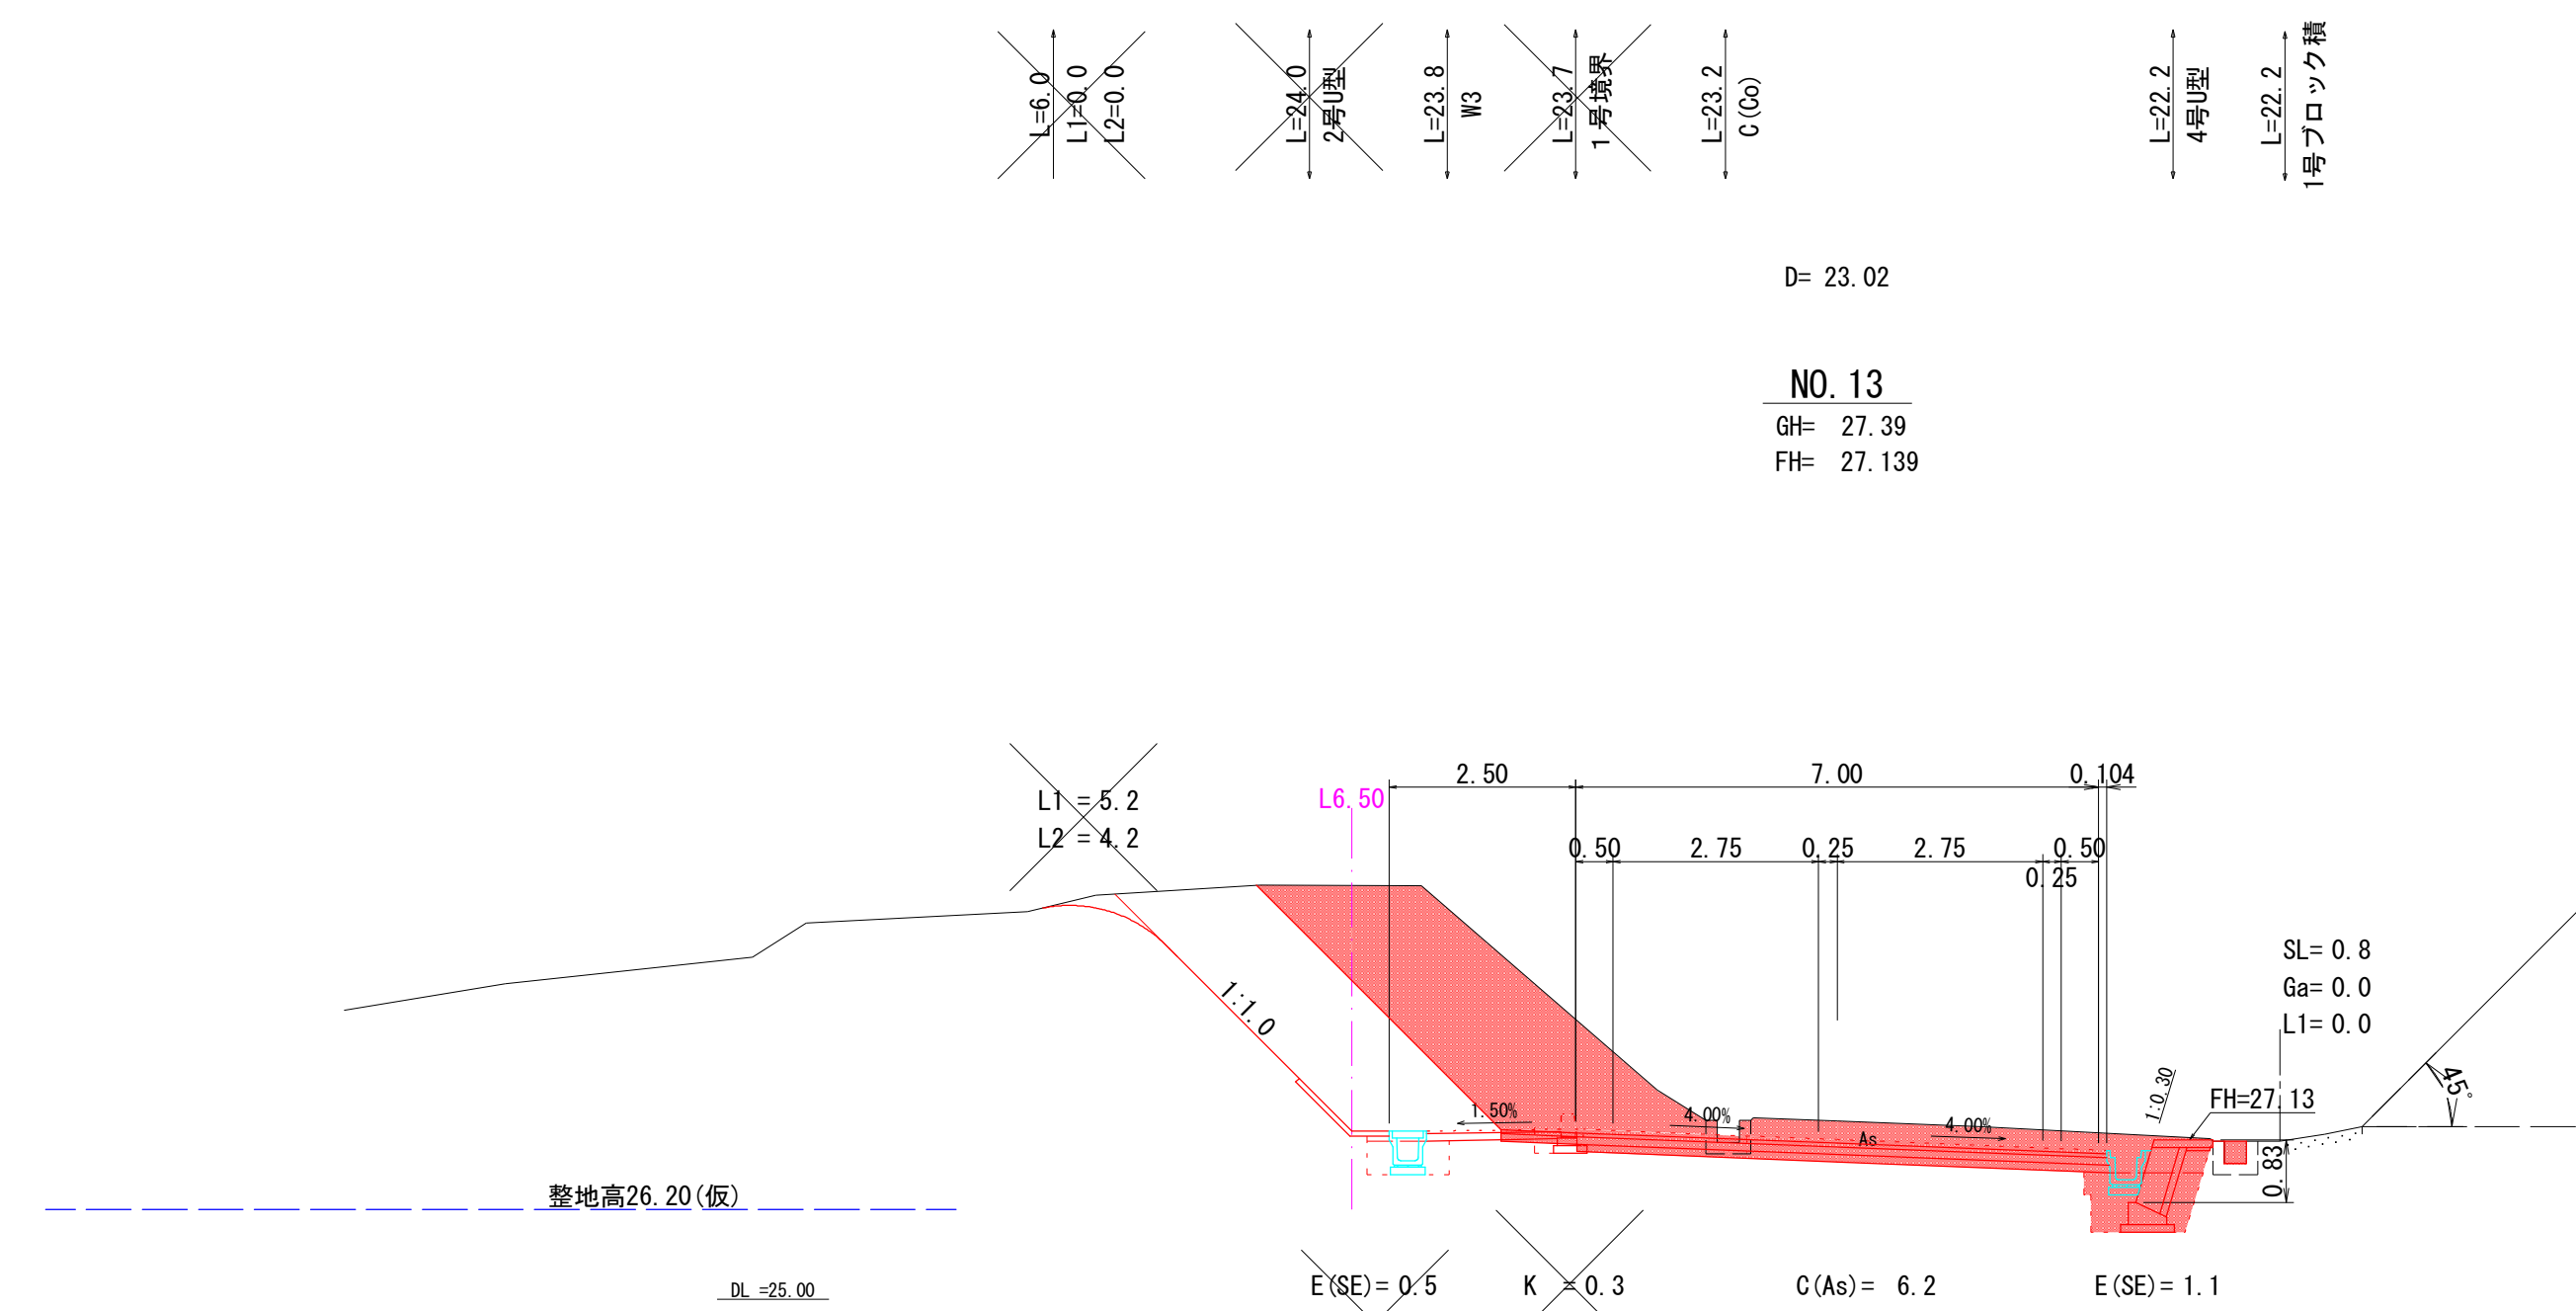 L=6.0
L1=0.0
L2=0.0
L=24.0
2号U型
L=23.8
W3
L=23.7
1号境界
L=23.2
C(Co)
L=22.2
4号U型
L=22.2
1号ブロック積
D= 23.02
NO. 13
GH= 27.39
FH= 27.139
2.50
7.00
0.104
L1 = 5.2
L2 = 4.2
L6.50
0.50
2.75
0.25
2.75
0.50
0.25
SL= 0.8
Ga= 0.0
L1= 0.0
1:1.0
45°
1:0.30
FH=27.13
1.50%
4.00%
4.00%
As
0.83
整地高26.20(仮)
DL =25.00
E(SE)= 0.5
K = 0.3
C(As)= 6.2
E(SE)= 1.1